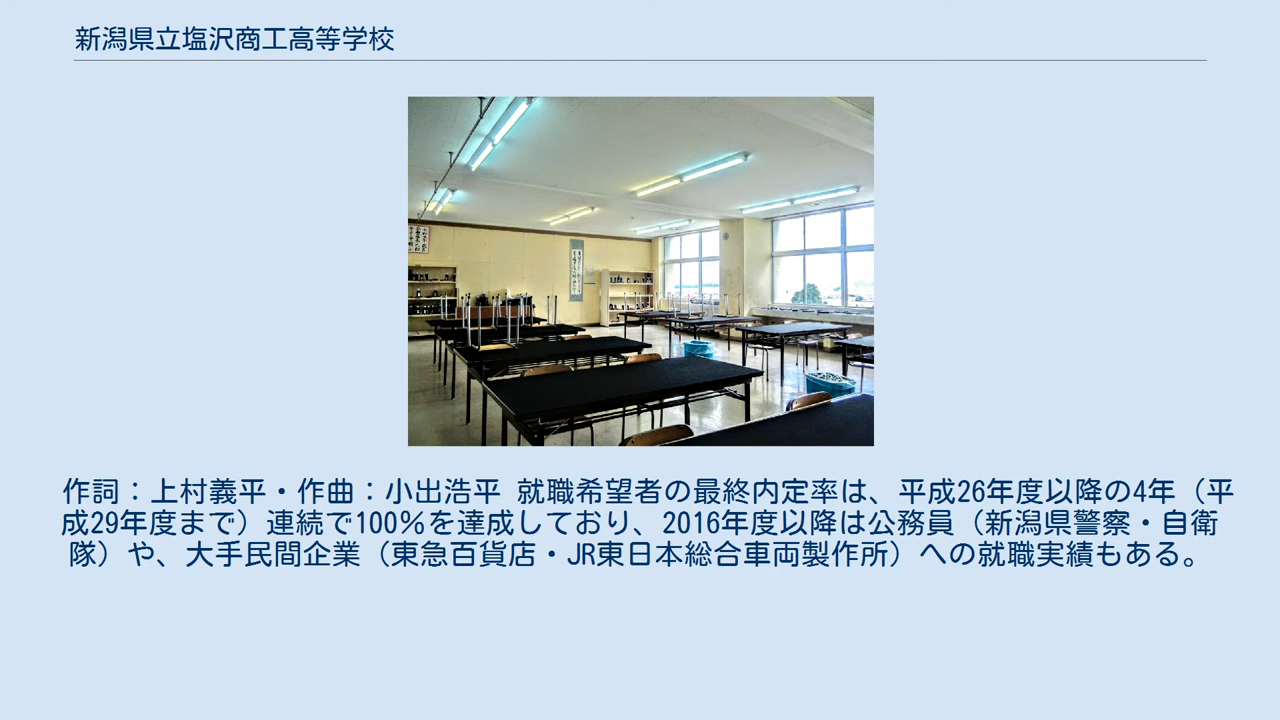 新潟県立塩沢商工高等学校
作詞：上村義平・作曲：小出浩平 就職希望者の最終内定率は、平成26年度以降の4年（平
成29年度まで）連続で100％を達成しており、2016年度以降は公務員（新潟県警察・自衛
隊）や、大手民間企業（東急百貨店・JR東日本総合車両製作所）への就職実績もある。